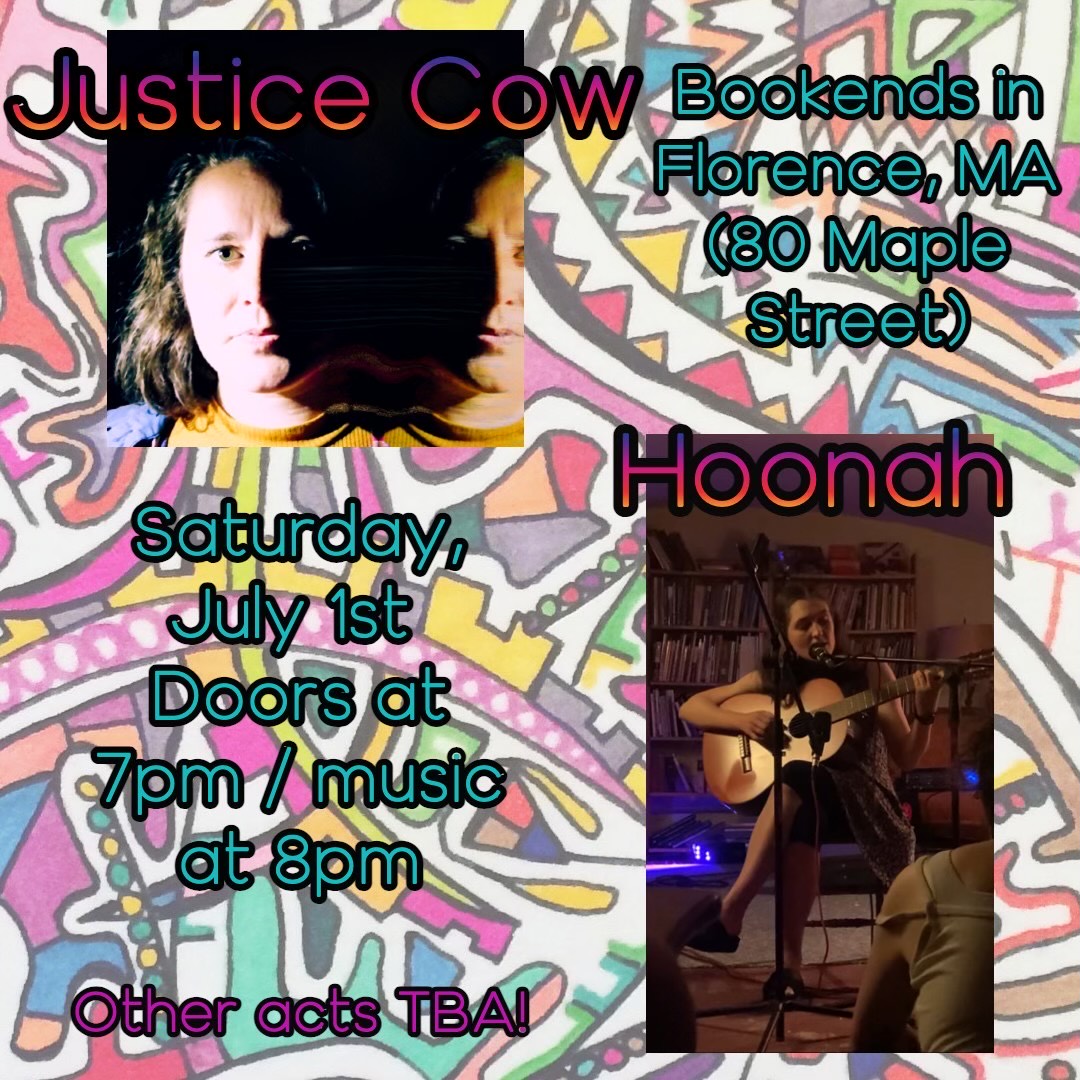 Justice Cow
Bookends in
Florence, MA
(80 Maple
Street)
Hoonah
Saturday,
July 1st
Doors at
7pm / music
at 8pm
Other acts TBA!